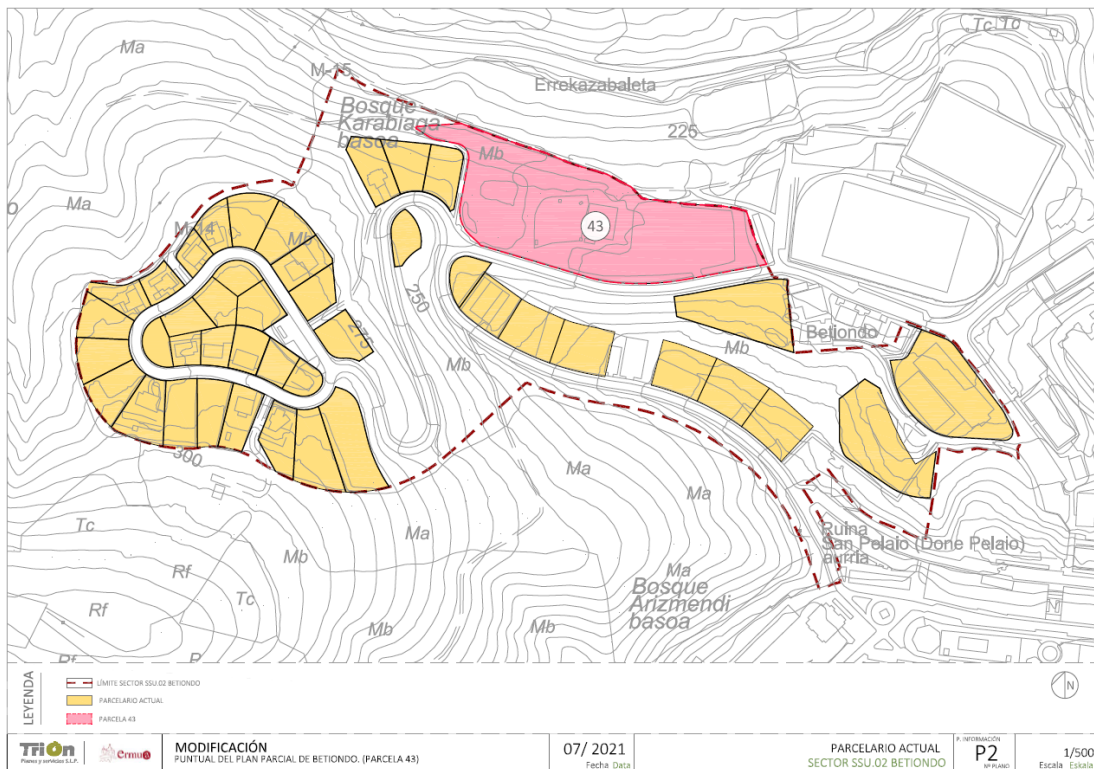 Ma
Tc
Tc
M-15
Errekazabaleta
Bosque
Karabiaga
basoa
225
Mb
Ma
43
M-14
Mb
250
275
Betiondo
Mb
Mb
300
Ma
Ma
Ma
Tc
Mb
Rf
Rf
Tc
Ruina
San Pelaio (Done Pelaio)
aurria
Ma
Bosque
Arizmendi
basoa
Mb
Mb
N
LEYENDA
LÍMITE SECTOR SSU.02 BETIONDO
PARCELARIO ACTUAL
PARCELA 43
N
TriOn
Planes y servicios S.L.P.
Ermua
MODIFICACIÓN
PUNTUAL DEL PLAN PARCIAL DE BETIONDO. (PARCELA 43)
07/ 2021
Fecha Data
PARCELARIO ACTUAL
SECTOR SSU.02 BETIONDO
P. INFORMACIÓN
P2
Nº PLANO
1/500
Escala Eskala